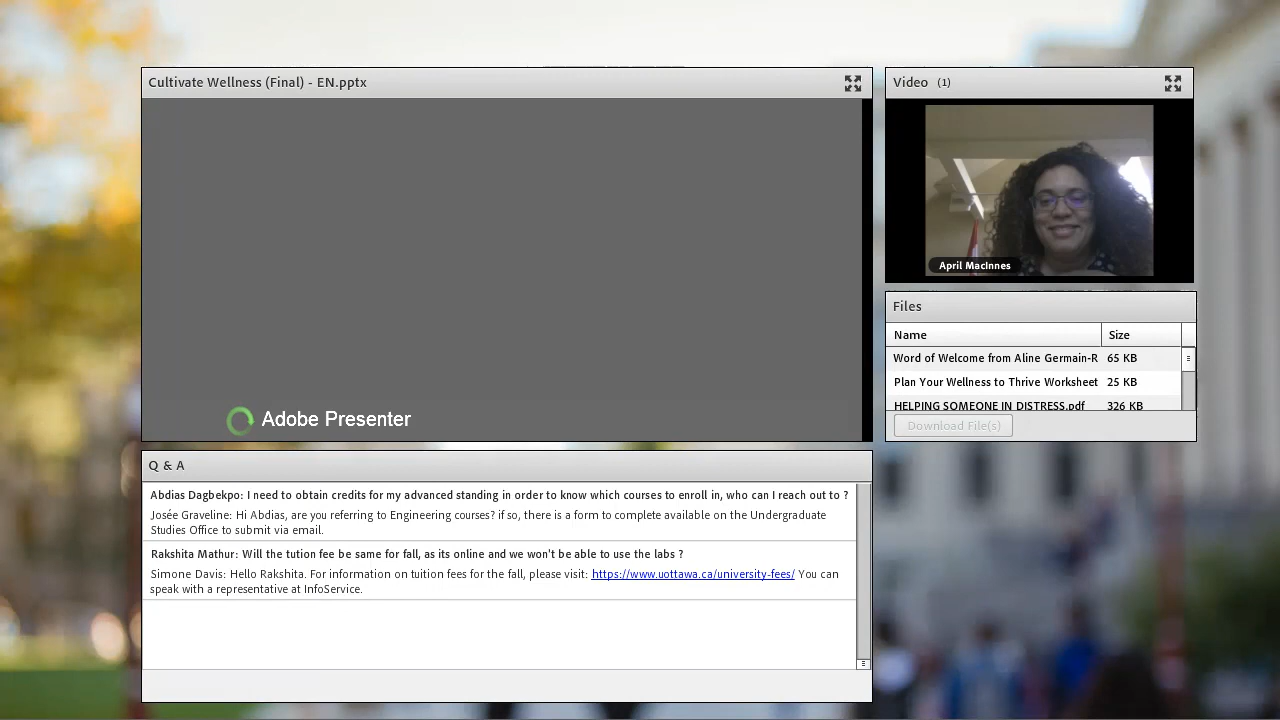 Cultivate Wellness (Final) - EN.pptx
Adobe Presenter
Video (1)
April MacInnes
Files
Name Size
Word of Welcome from Aline Germain-R 65 KB
Plan Your Wellness to Thrive Worksheet 25 KB
HELPING SOMEONE IN DISTRESS.pdf 326 KB
Download File(s)
Q & A
Abdias Dagbekpo: I need to obtain credits for my advanced standing in order to know which courses to enroll in, who can I reach out to ?
Josée Graveline: Hi Abdias, are you referring to Engineering courses? if so, there is a form to complete available on the Undergraduate
Studies Office to submit via email.
Rakshita Mathur: Will the tution fee be same for fall, as its online and we won't be able to use the labs ?
Simone Davis: Hello Rakshita. For information on tuition fees for the fall, please visit: https://www.uottawa.ca/university-fees/ You can
speak with a representative at InfoService.